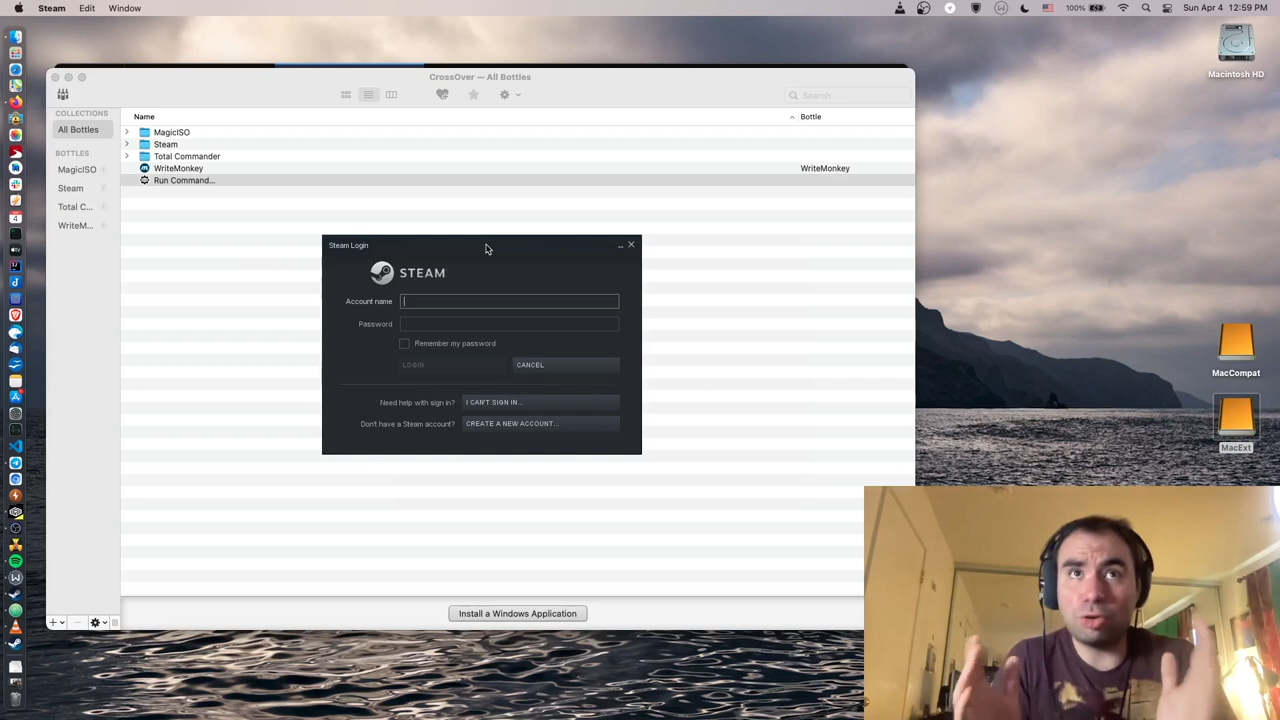 Steam Edit Window
100% Sun Apr 4 12:59 PM
Macintosh HD
CrossOver — All Bottles
Search
COLLECTIONS
All Bottles
BOTTLES
MagicISO
Steam
Total C...
WriteM...
Name Bottle
MagicISO
Steam
Total Commander
WriteMonkey WriteMonkey
Run Command...
Steam Login
STEAM
Account name
Password
Remember my password
LOGIN CANCEL
Need help with sign in? I CAN'T SIGN IN...
Don't have a Steam account? CREATE A NEW ACCOUNT...
Install a Windows Application
MacCompat
MacExt